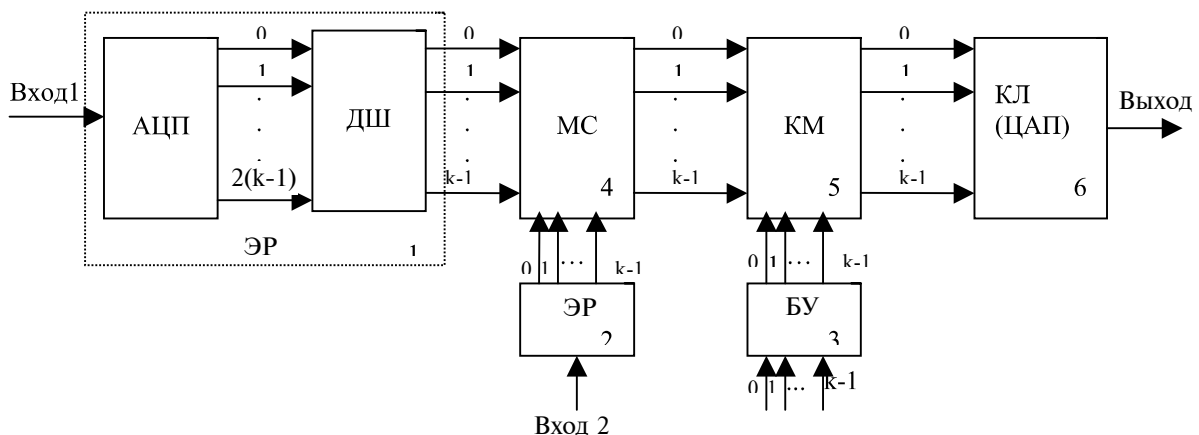 0 0 0 0
Вход1 АЦП 1 ДШ 1 МС 1 КМ 1 КЛ Выход
(ЦАП)
2(k-1) k-1 4 k-1 5 k-1 6
ЭР 1
0 1 ... k-1 0 1 ... k-1
ЭР БУ
2 3
0 1 ... k-1
Вход 2